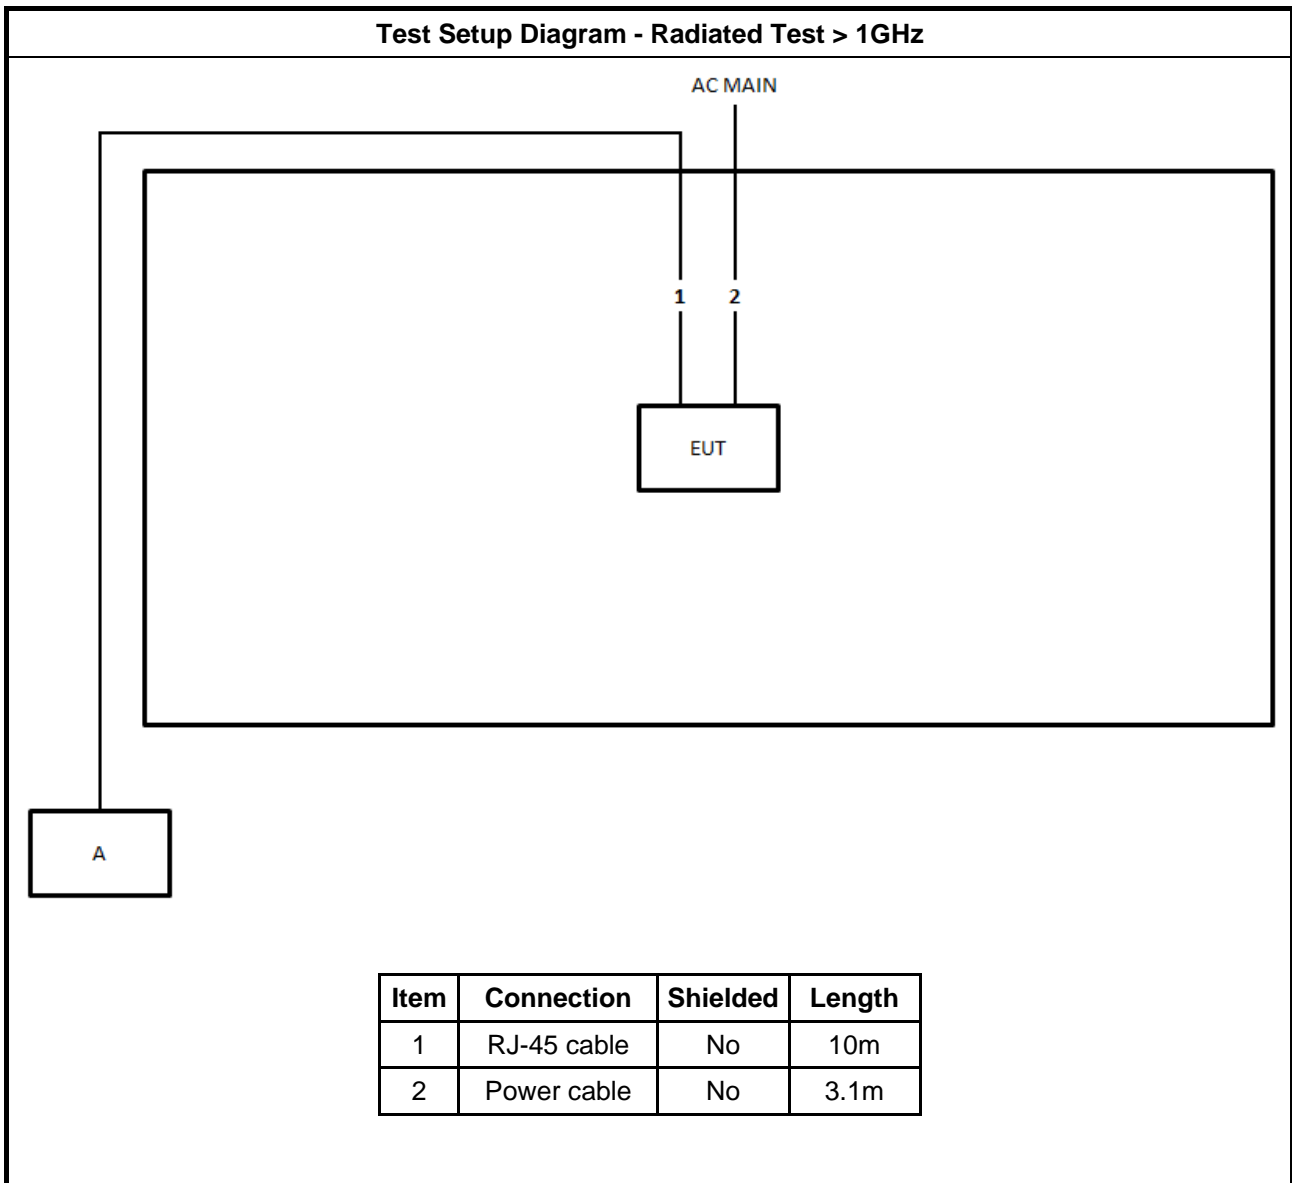 Test Setup Diagram - Radiated Test > 1GHz
AC MAIN
1 2
EUT
A
Item Connection Shielded Length
1 RJ-45 cable No 10m
2 Power cable No 3.1m